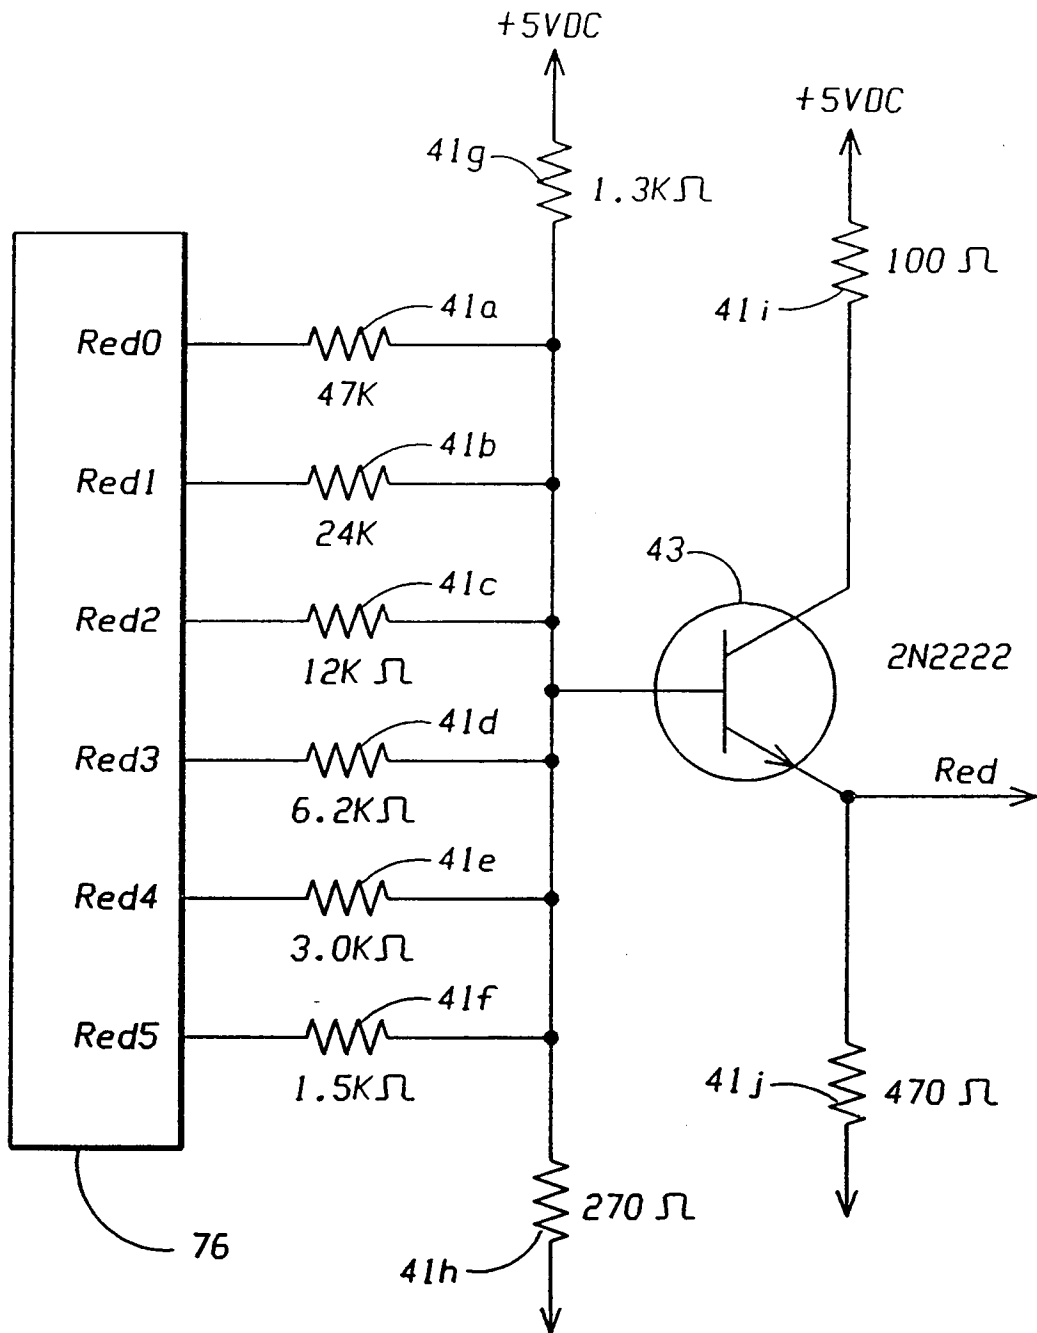 +5VDC
+5VDC
41g
1.3KΩ
100 Ω
41i
Red0
41a
47K
Red1
41b
24K
43
Red2
41c
12K Ω
2N2222
Red3
41d
6.2KΩ
Red
Red4
41e
3.0KΩ
Red5
41f
1.5KΩ
41j
470 Ω
270 Ω
76
41h